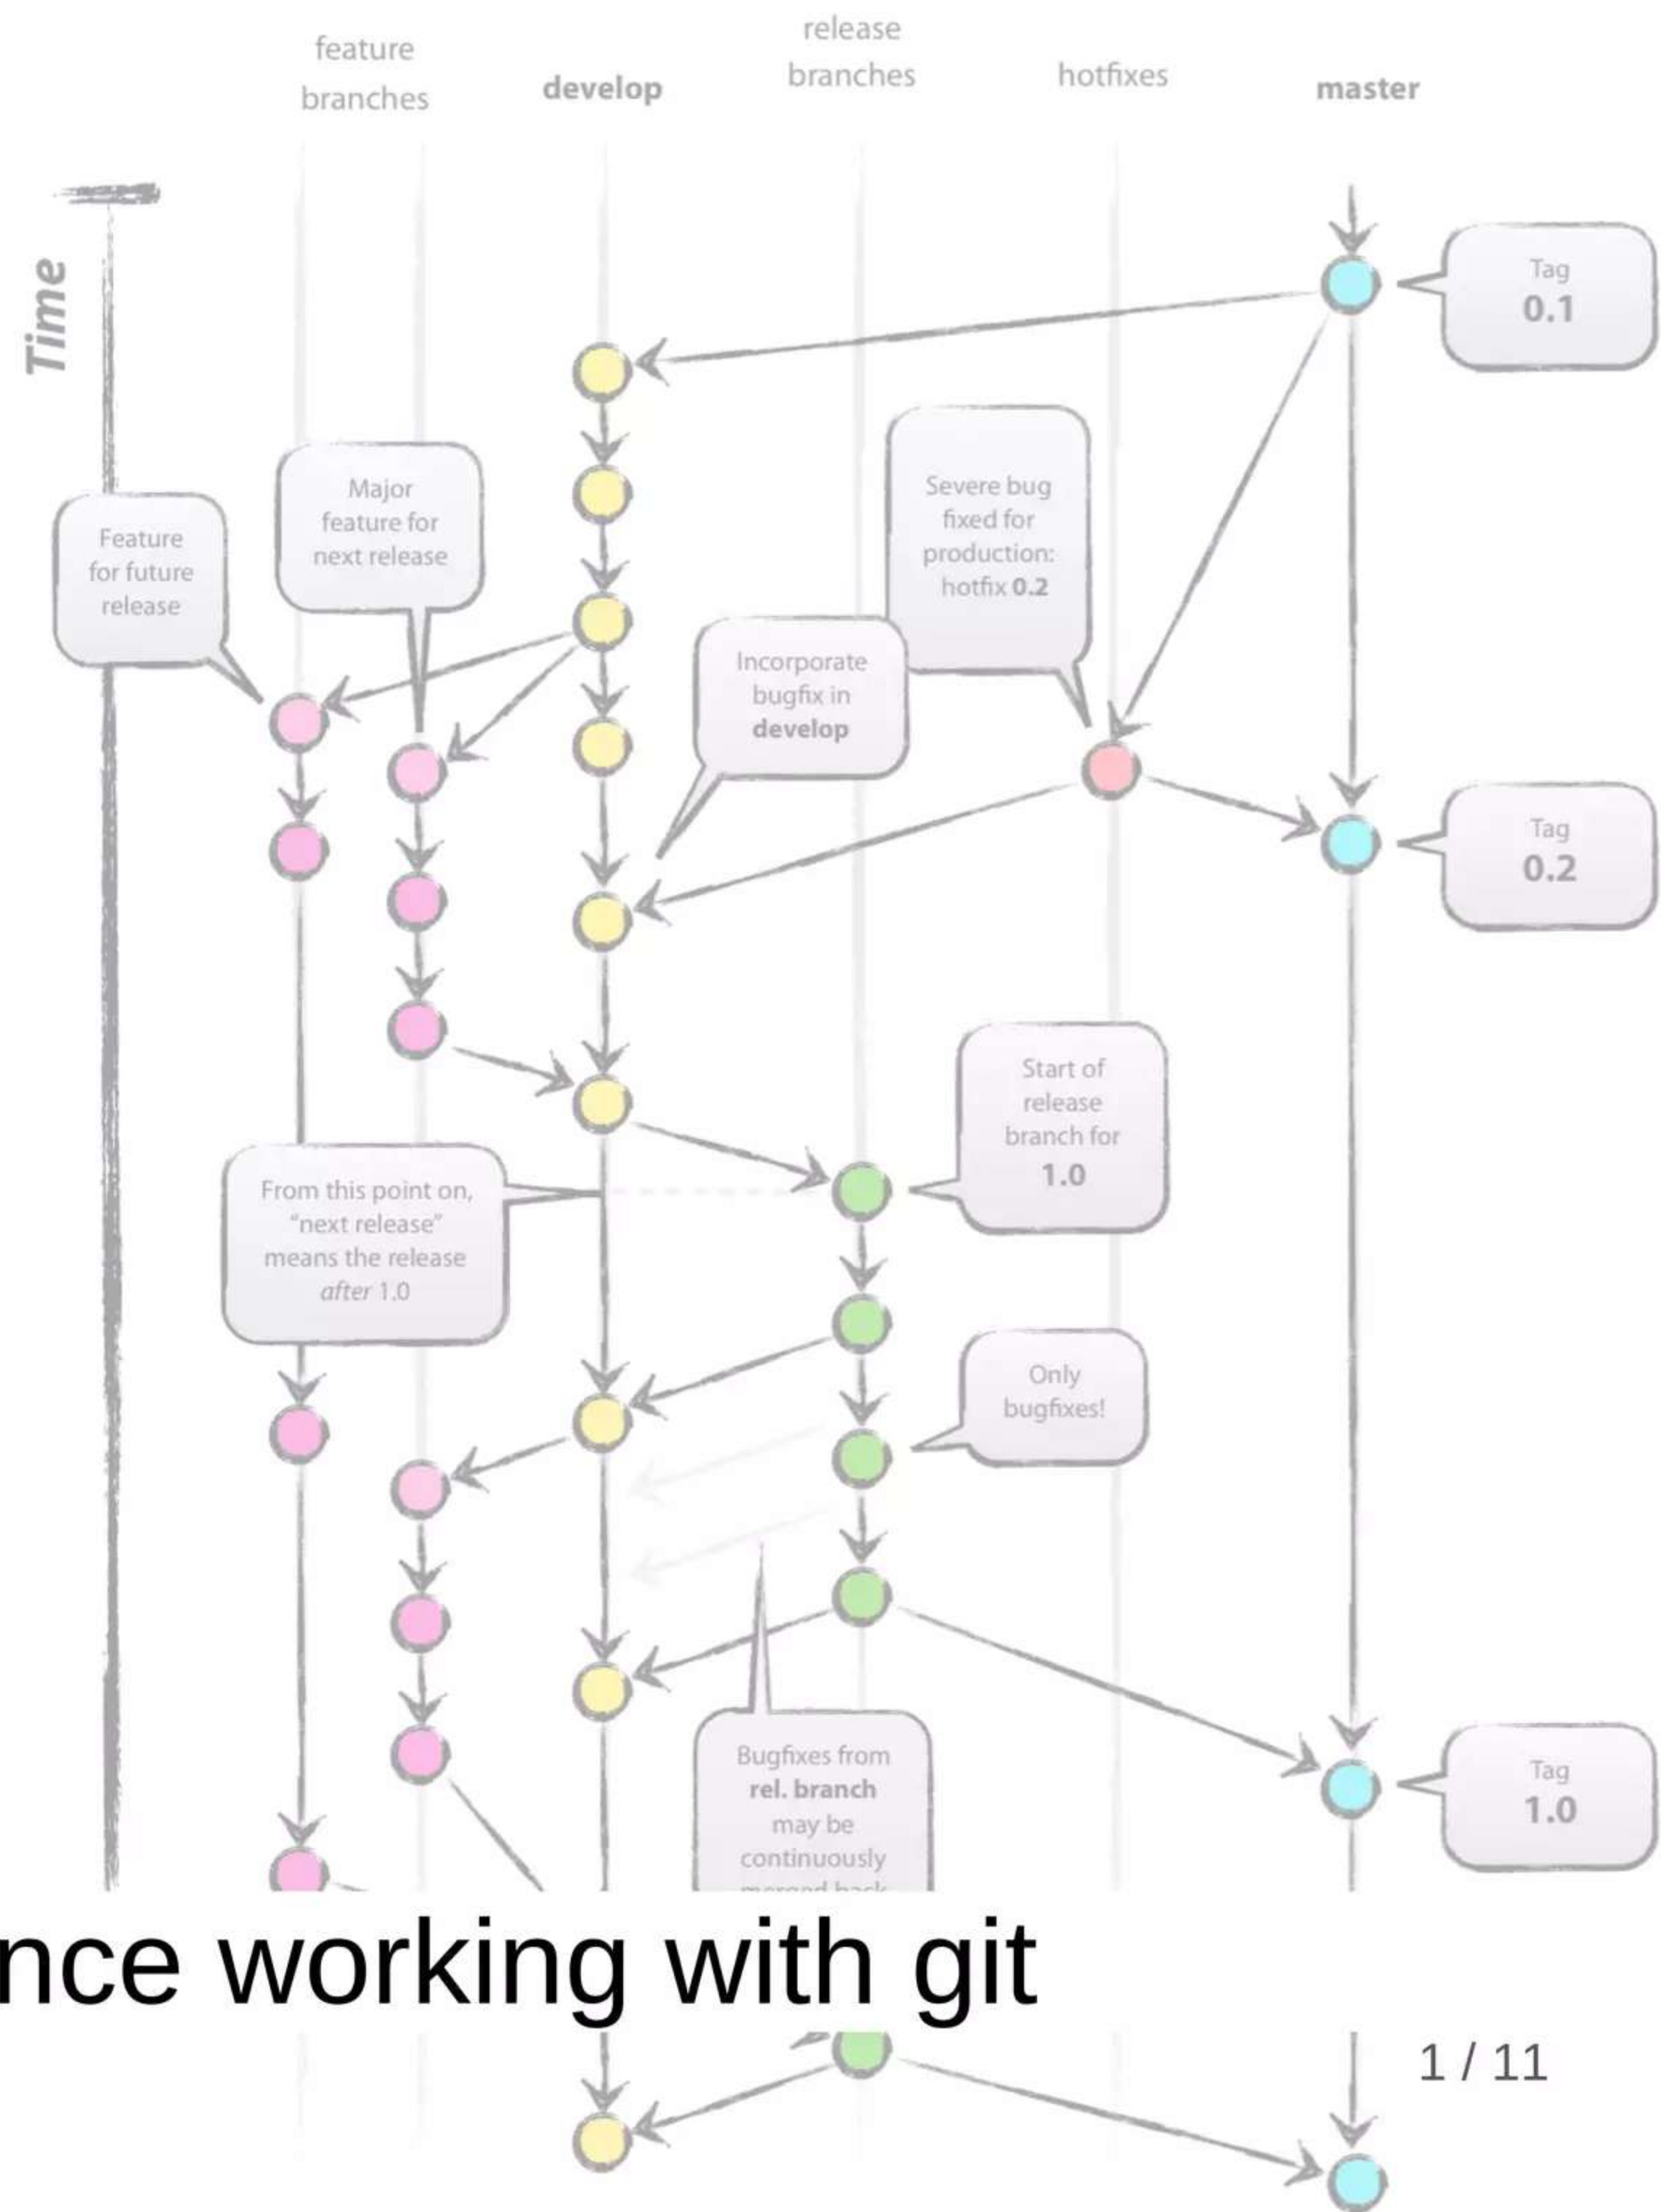 feature
branches
develop
release
branches
hotfixes
master
Time
Tag
0.1
Major
feature for
next release
Feature
for future
release
Severe bug
fixed for
production:
hotfix 0.2
Incorporate
bugfix in
develop
Tag
0.2
Start of
release
branch for
1.0
From this point on,
“next release”
means the release
after 1.0
Only
bugfixes!
Bugfixes from
rel. branch
may be
continuously
merged back
Tag
1.0
nce working with git
1 / 11